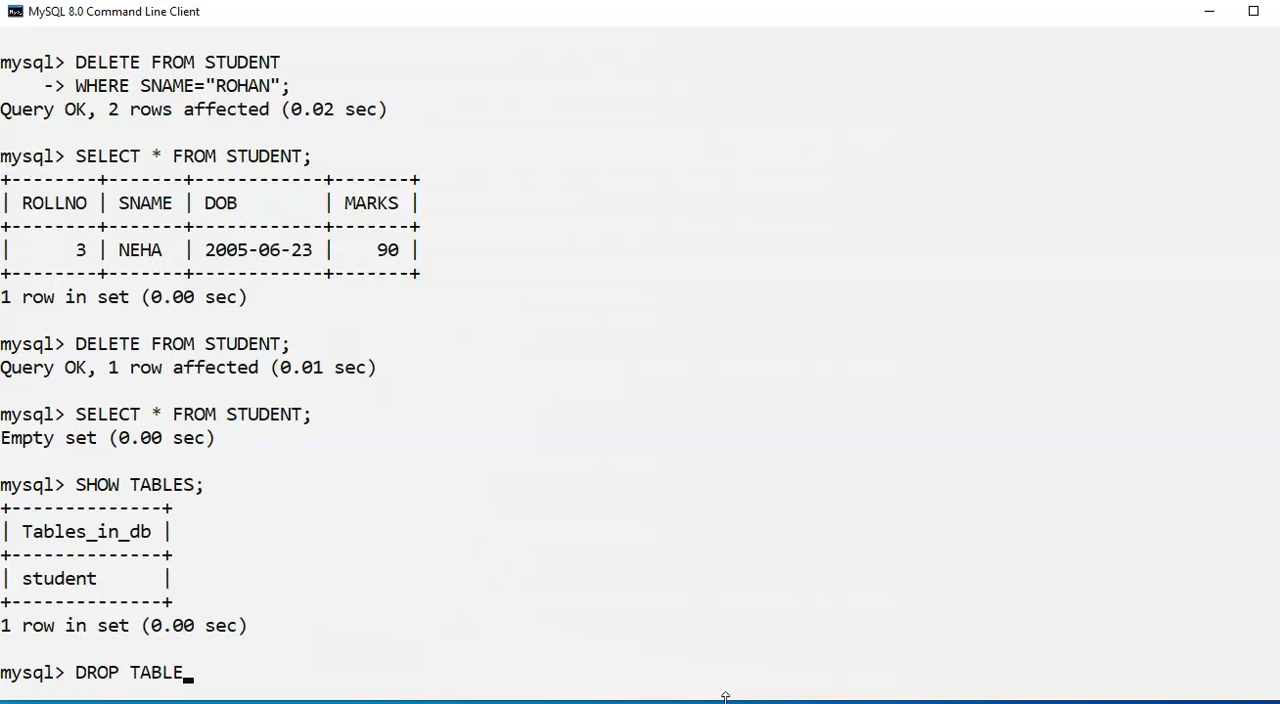 MySQL 8.0 Command Line Client
mysql> DELETE FROM STUDENT
    -> WHERE SNAME="ROHAN";
Query OK, 2 rows affected (0.02 sec)
mysql> SELECT * FROM STUDENT;
+--------+-------+------------+-------+
| ROLLNO | SNAME | DOB        | MARKS |
+--------+-------+------------+-------+
|      3 | NEHA  | 2005-06-23 |    90 |
+--------+-------+------------+-------+
1 row in set (0.00 sec)
mysql> DELETE FROM STUDENT;
Query OK, 1 row affected (0.01 sec)
mysql> SELECT * FROM STUDENT;
Empty set (0.00 sec)
mysql> SHOW TABLES;
+--------------+
| Tables_in_db |
+--------------+
| student      |
+--------------+
1 row in set (0.00 sec)
mysql> DROP TABLE